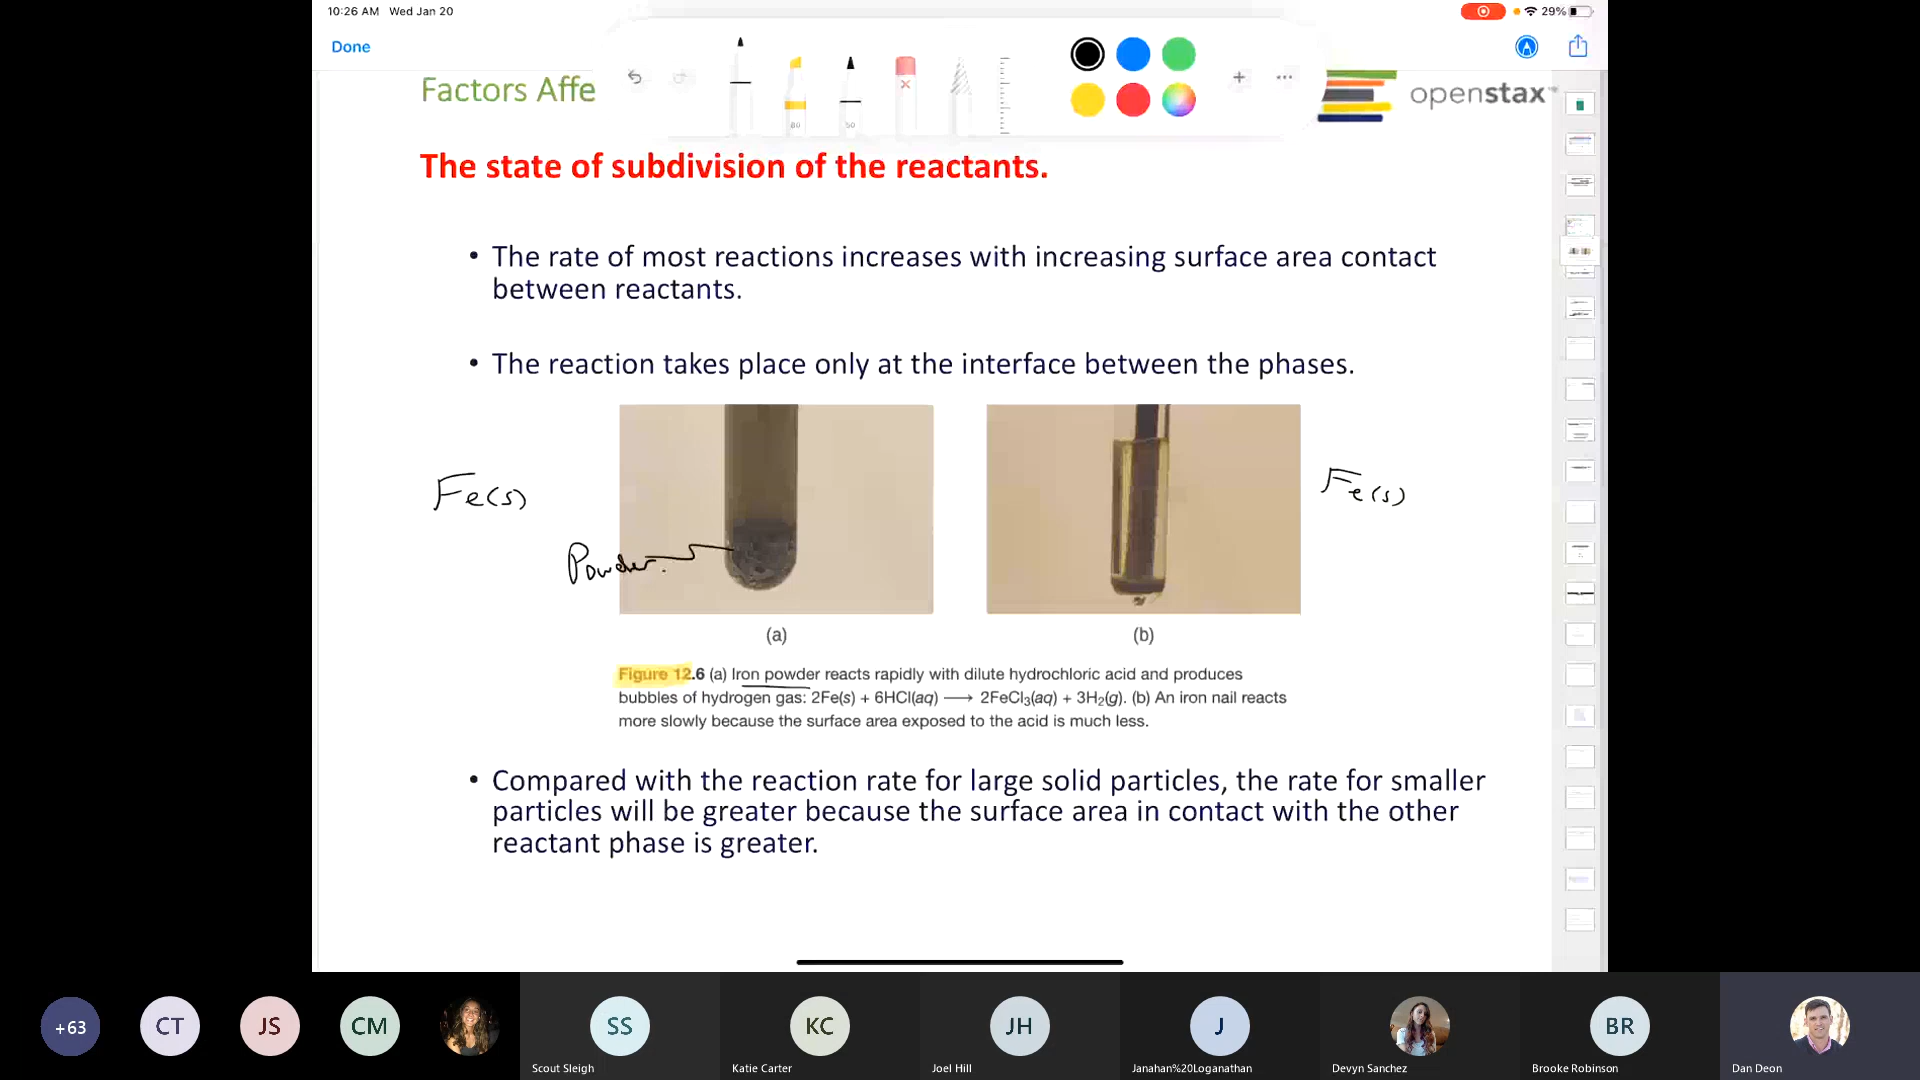 10:26 AM Wed Jan 20
29%
Done
80
50
Factors Affe
openstax™
The state of subdivision of the reactants.
• The rate of most reactions increases with increasing surface area contact
between reactants.
• The reaction takes place only at the interface between the phases.
Fe(s)
Powder.
Fe(s)
(a)
(b)
Figure 12.6 (a) Iron powder reacts rapidly with dilute hydrochloric acid and produces
bubbles of hydrogen gas: 2Fe(s) + 6HCl(aq) ⟶ 2FeCl₃(aq) + 3H₂(g). (b) An iron nail reacts
more slowly because the surface area exposed to the acid is much less.
• Compared with the reaction rate for large solid particles, the rate for smaller
particles will be greater because the surface area in contact with the other
reactant phase is greater.
+63
CT
JS
CM
SS
KC
JH
J
BR
Scout Sleigh
Katie Carter
Joel Hill
Janahan%20Loganathan
Devyn Sanchez
Brooke Robinson
Dan Deon